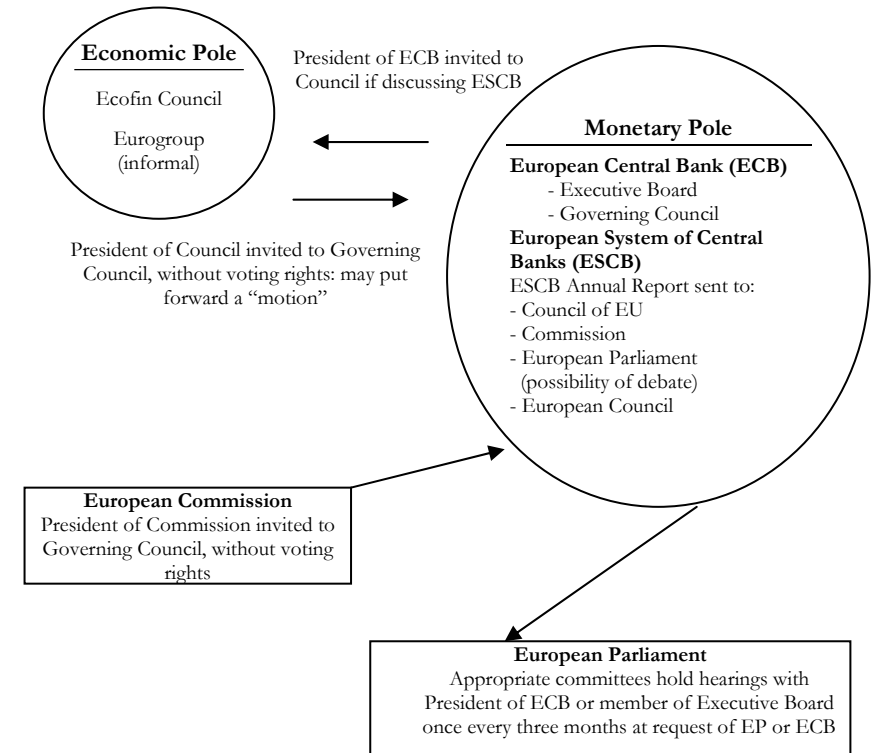 Economic Pole
Ecofin Council
Eurogroup
(informal)
President of ECB invited to
Council if discussing ESCB
President of Council invited to Governing
Council, without voting rights: may put
forward a “motion”
Monetary Pole
European Central Bank (ECB)
- Executive Board
- Governing Council
European System of Central
Banks (ESCB)
ESCB Annual Report sent to:
- Council of EU
- Commission
- European Parliament
(possibility of debate)
- European Council
European Commission
President of Commission invited to
Governing Council, without voting
rights
European Parliament
Appropriate committees hold hearings with
President of ECB or member of Executive Board
once every three months at request of EP or ECB